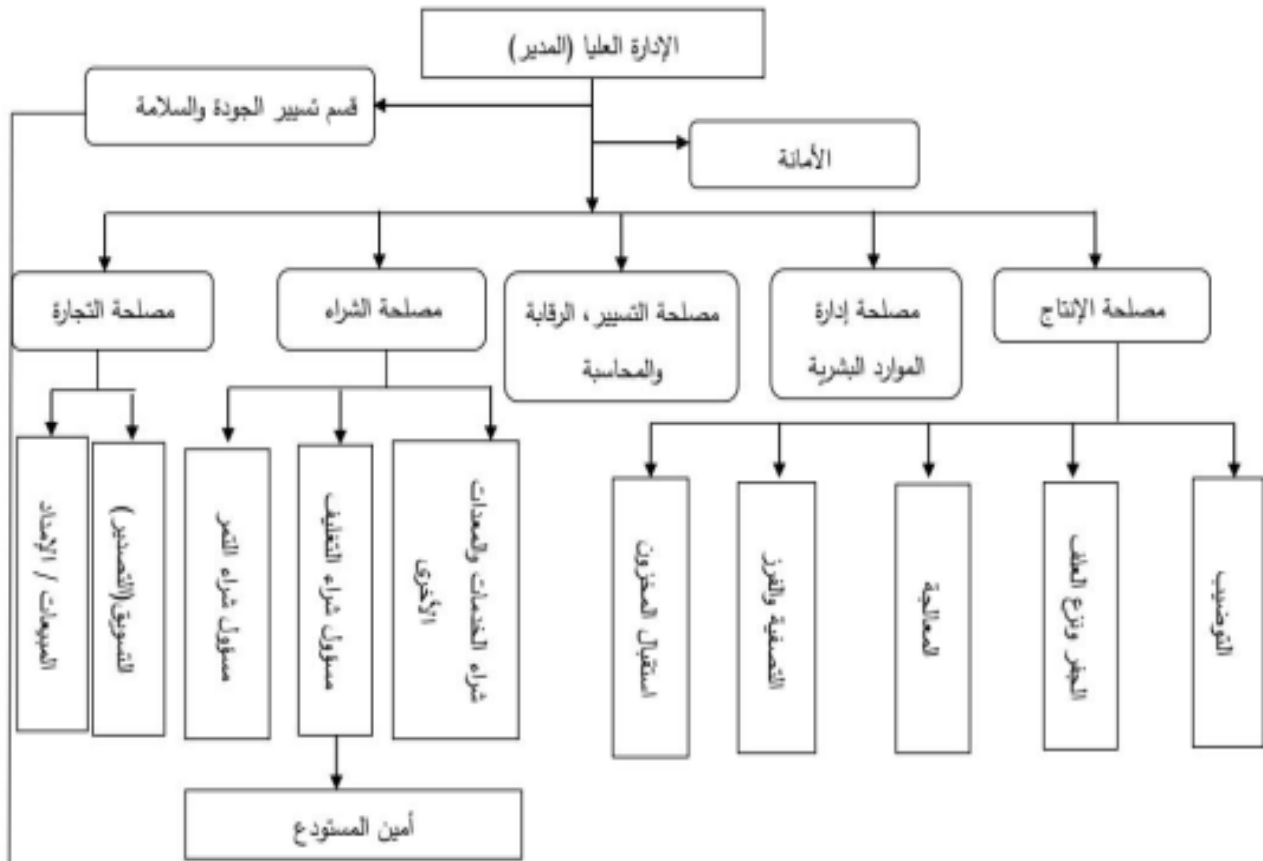 الإدارة العليا (المدير)
قسم تسيير الجودة والسلامة
الأمانة
مصلحة الإنتاج
مصلحة إدارة
الموارد البشرية
مصلحة التسيير، الرقابة
والمحاسبة
مصلحة الشراء
مصلحة التجارة
التوضيب
الجفر ونزع العلف
المعالجة
التصفية والفرز
استقبال المخزون
شراء الخدمات والمعدات
الأخرى
مسؤول شراء التغليف
مسؤول شراء التمر
التسويق(التصدير)
المبيعات / الإمداد
أمين المستودع